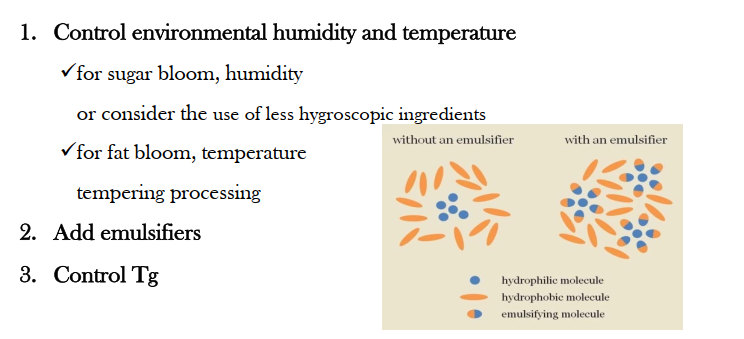 1. Control environmental humidity and temperature
✓for sugar bloom, humidity
or consider the use of less hygroscopic ingredients
✓for fat bloom, temperature
tempering processing
2. Add emulsifiers
3. Control Tg
without an emulsifier
with an emulsifier
hydrophilic molecule
hydrophobic molecule
emulsifying molecule